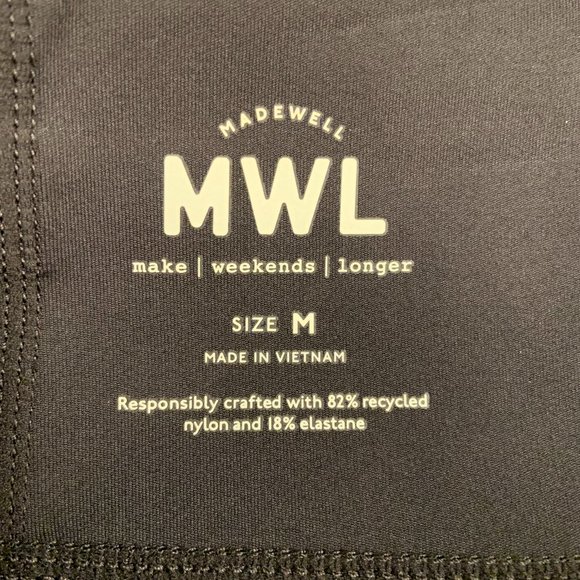 MADEWELL
MWL
make | weekends | longer
SIZE M
MADE IN VIETNAM
Responsibly crafted with 82% recycled
nylon and 18% elastane